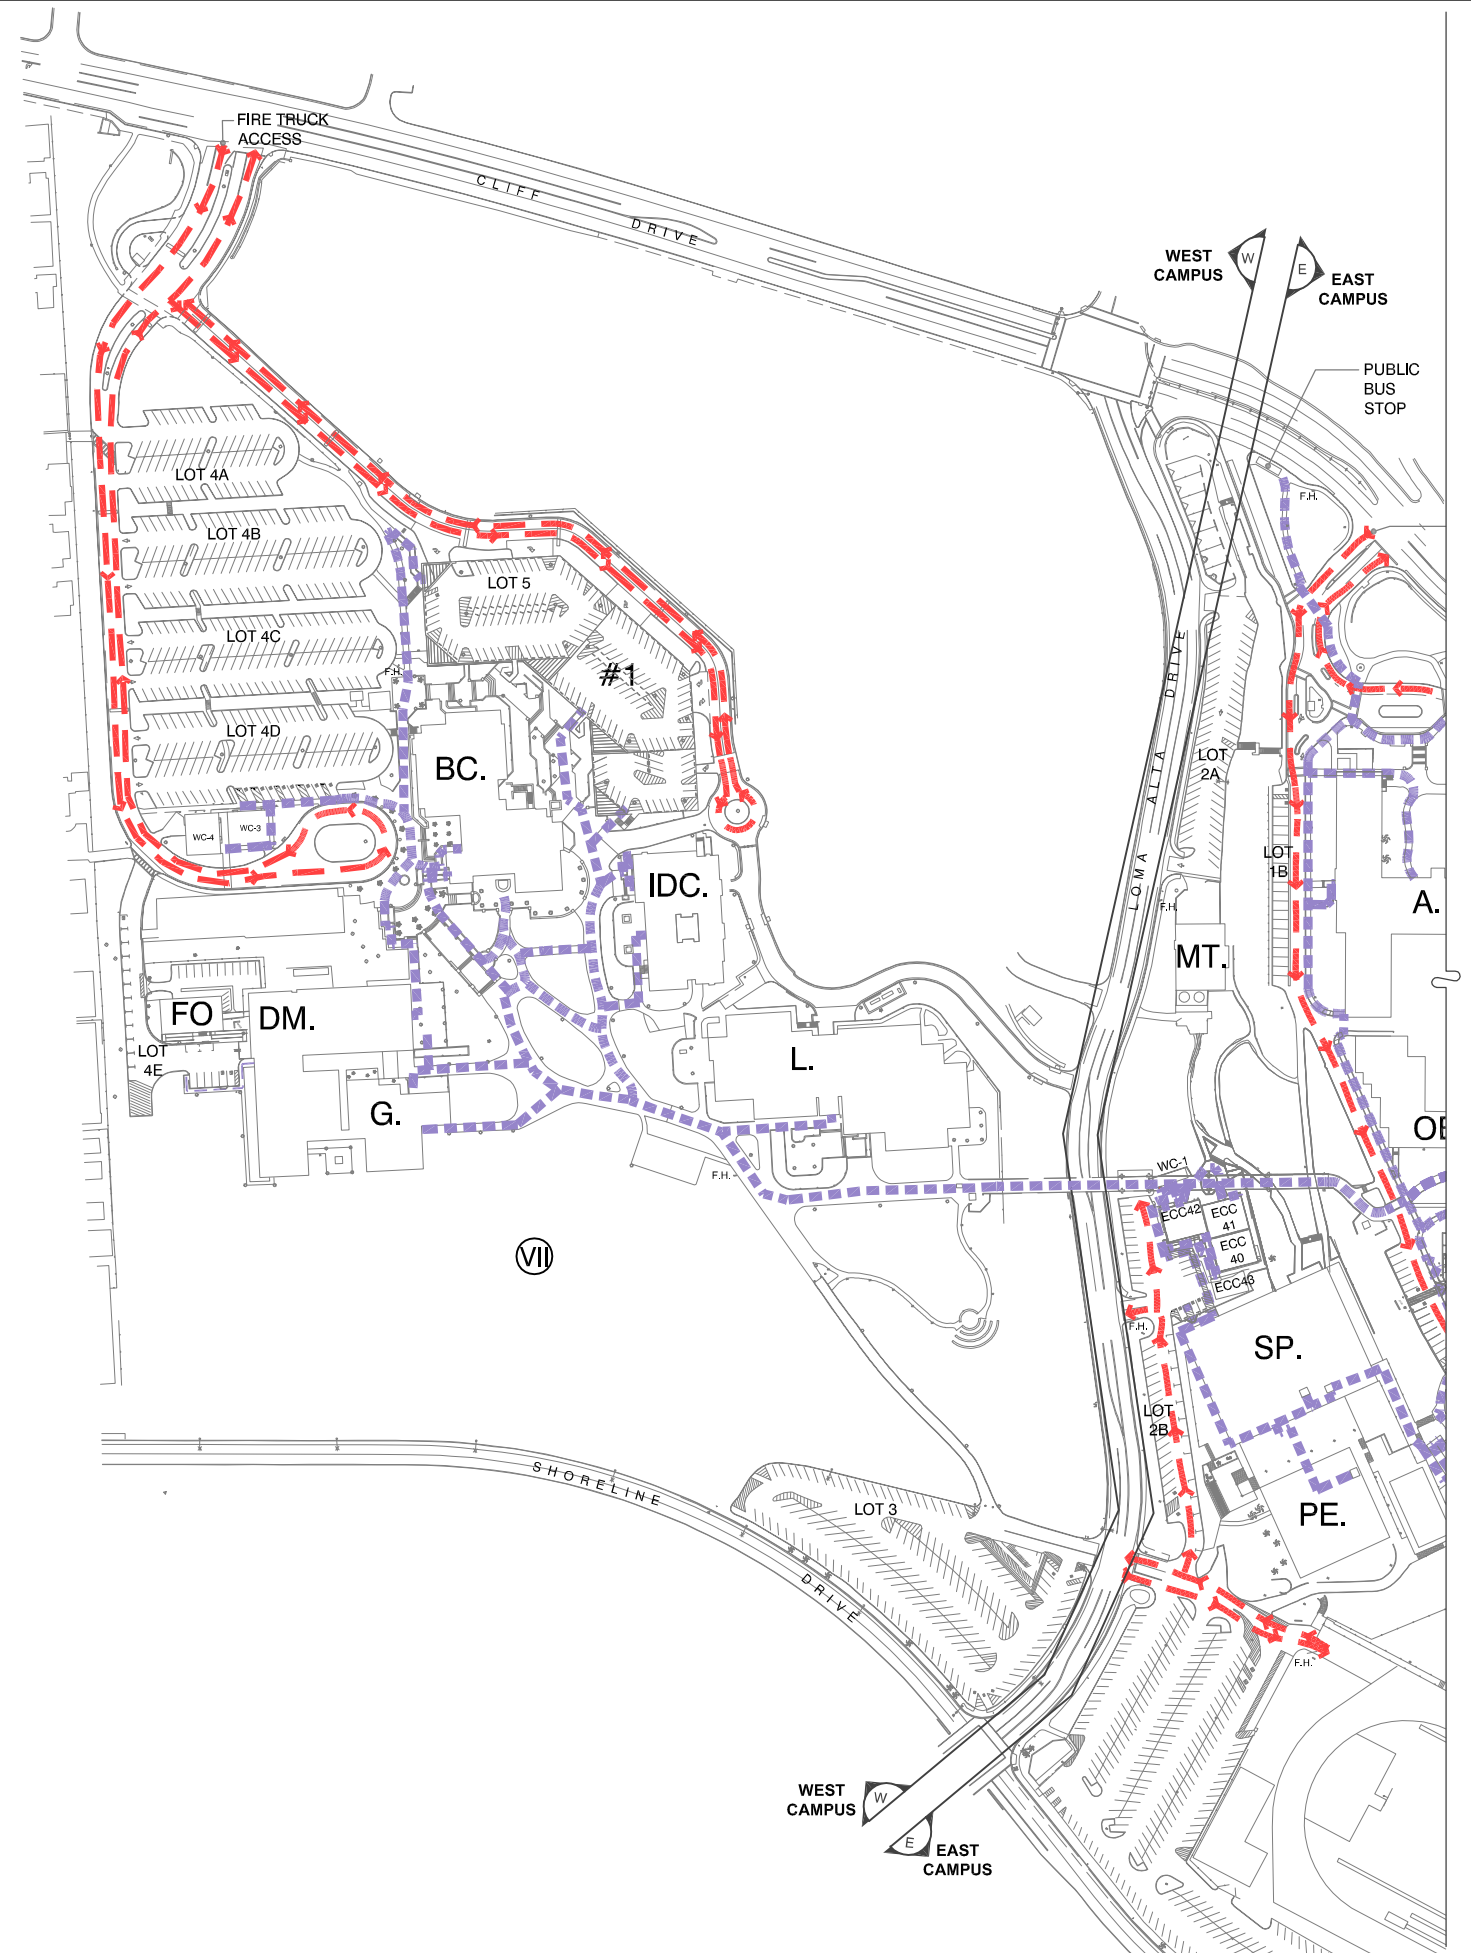 FIRE TRUCK
ACCESS
CLIFF
DRIVE
WEST
CAMPUS
W
E
EAST
CAMPUS
PUBLIC
BUS
STOP
F.H.
LOT 4A
LOT 4B
LOT 5
LOT 4C
F.H.
#1
LOT 4D
BC.
LOMA ALTA DRIVE
LOT
2A
WC-4
WC-3
LOT
1B
IDC.
A.
F.H.
MT.
FO
DM.
LOT
4E
L.
G.
OE
WC-1
F.H.
ECC42
ECC
41
ECC
40
ECC43
VII
F.H.
SP.
LOT
2B
SHORELINE
DRIVE
LOT 3
PE.
F.H.
WEST
CAMPUS
W
E
EAST
CAMPUS